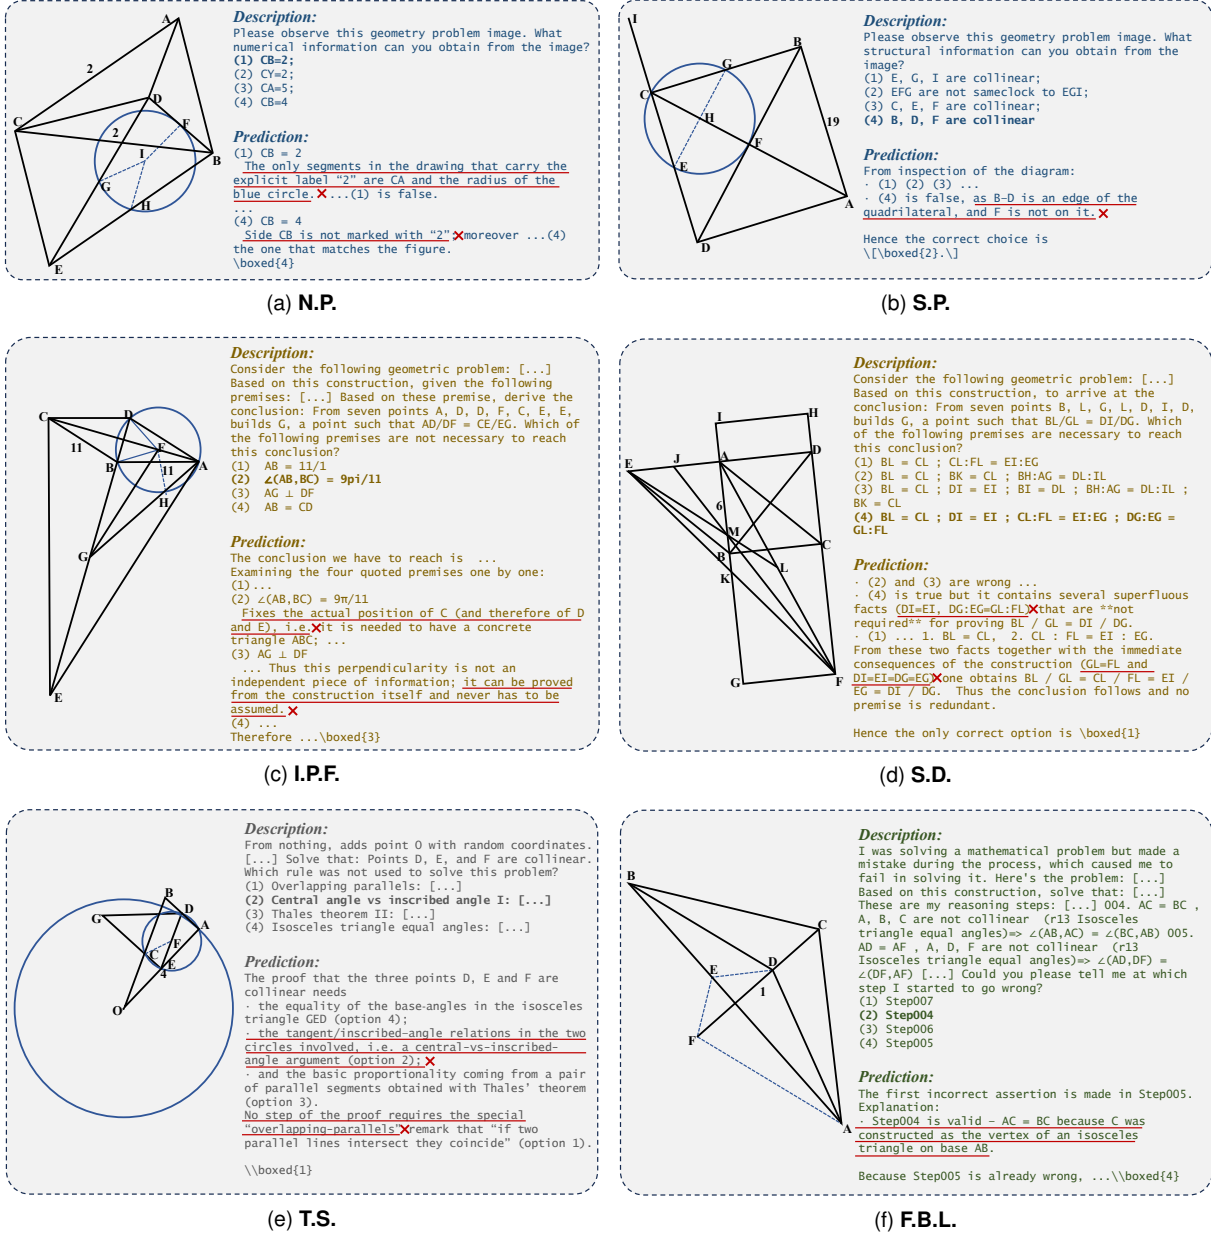 A
2
C
D
2
F
B
I
G
H
E
Description:
Please observe this geometry problem image. What
numerical information can you obtain from the image?
(1) CB=2;
(2) CY=2;
(3) CA=5;
(4) CB=4
Prediction:
(1) CB = 2
The only segments in the drawing that carry the
explicit label “2” are CA and the radius of the
blue circle. ✕ ...(1) is false.
...
(4) CB = 4
Side CB is not marked with “2”;✕moreover ...(4)
the one that matches the figure.
\boxed{4}
(a) N.P.
I
B
G
C
H
19
F
E
A
D
Description:
Please observe this geometry problem image. What
structural information can you obtain from the
image?
(1) E, G, I are collinear;
(2) EFG are not sameclock to EGI;
(3) C, E, F are collinear;
(4) B, D, F are collinear
Prediction:
From inspection of the diagram:
· (1) (2) (3) ...
· (4) is false, as B–D is an edge of the
quadrilateral, and F is not on it. ✕
Hence the correct choice is
\[\boxed{2}.\]
(b) S.P.
C
D
11
F
B
11
A
H
G
E
Description:
Consider the following geometric problem: [...]
Based on this construction, given the following
premises: [...] Based on these premise, derive the
conclusion: From seven points A, D, D, F, C, E, E,
builds G, a point such that AD/DF = CE/EG. Which of
the following premises are not necessary to reach
this conclusion?
(1) AB = 11/1
(2) ∠(AB,BC) = 9pi/11
(3) AG ⊥ DF
(4) AB = CD
Prediction:
The conclusion we have to reach is ...
Examining the four quoted premises one by one:
(1)...
(2) ∠(AB,BC) = 9π/11
Fixes the actual position of C (and therefore of D
and E), i.e.✕it is needed to have a concrete
triangle ABC; ...
(3) AG ⊥ DF
... Thus this perpendicularity is not an
independent piece of information; it can be proved
from the construction itself and never has to be
assumed. ✕
(4) ...
Therefore ...\boxed{3}
(c) I.P.F.
I
H
E
J
A
D
6
M
B
C
K
L
G
F
Description:
Consider the following geometric problem: [...]
Based on this construction, to arrive at the
conclusion: From seven points B, L, G, L, D, I, D,
builds G, a point such that BL/GL = DI/DG. Which
of the following premises are necessary to reach
this conclusion?
(1) BL = CL ; CL:FL = EI:EG
(2) BL = CL ; BK = CL ; BH:AG = DL:IL
(3) BL = CL ; DI = EI ; BI = DL ; BH:AG = DL:IL ;
BK = CL
(4) BL = CL ; DI = EI ; CL:FL = EI:EG ; DG:EG =
GL:FL
Prediction:
· (2) and (3) are wrong ...
· (4) is true but it contains several superfluous
facts (DI=EI, DG:EG=GL:FL)✕that are **not
required** for proving BL / GL = DI / DG.
· (1) ... 1. BL = CL, 2. CL : FL = EI : EG.
From these two facts together with the immediate
consequences of the construction (GL=FL and
DI=EI=DG=EG)✕one obtains BL / GL = CL / FL = EI /
EG = DI / DG. Thus the conclusion follows and no
premise is redundant.
Hence the only correct option is \boxed{1}
(d) S.D.
B
G
D
A
F
C
E
4
O
Description:
From nothing, adds point O with random coordinates.
[...] Solve that: Points D, E, and F are collinear.
Which rule was not used to solve this problem?
(1) Overlapping parallels: [...]
(2) Central angle vs inscribed angle I: [...]
(3) Thales theorem II: [...]
(4) Isosceles triangle equal angles: [...]
Prediction:
The proof that the three points D, E and F are
collinear needs
· the equality of the base-angles in the isosceles
triangle GED (option 4);
· the tangent/inscribed-angle relations in the two
circles involved, i.e. a central-vs-inscribed-
angle argument (option 2); ✕
· and the basic proportionality coming from a pair
of parallel segments obtained with Thales’ theorem
(option 3).
No step of the proof requires the special
“overlapping-parallels”✕remark that “if two
parallel lines intersect they coincide” (option 1).
\\boxed{1}
(e) T.S.
B
C
E
D
1
F
A
Description:
I was solving a mathematical problem but made a
mistake during the process, which caused me to
fail in solving it. Here's the problem: [...]
Based on this construction, solve that: [...]
These are my reasoning steps: [...] 004. AC = BC ,
A, B, C are not collinear (r13 Isosceles
triangle equal angles)=> ∠(AB,AC) = ∠(BC,AB) 005.
AD = AF , A, D, F are not collinear (r13
Isosceles triangle equal angles)=> ∠(AD,DF) =
∠(DF,AF) [...] Could you please tell me at which
step I started to go wrong?
(1) Step007
(2) Step004
(3) Step006
(4) Step005
Prediction:
The first incorrect assertion is made in Step005.
Explanation:
· Step004 is valid – AC = BC because C was
constructed as the vertex of an isosceles
triangle on base AB.
Because Step005 is already wrong, ...\\boxed{4}
(f) F.B.L.